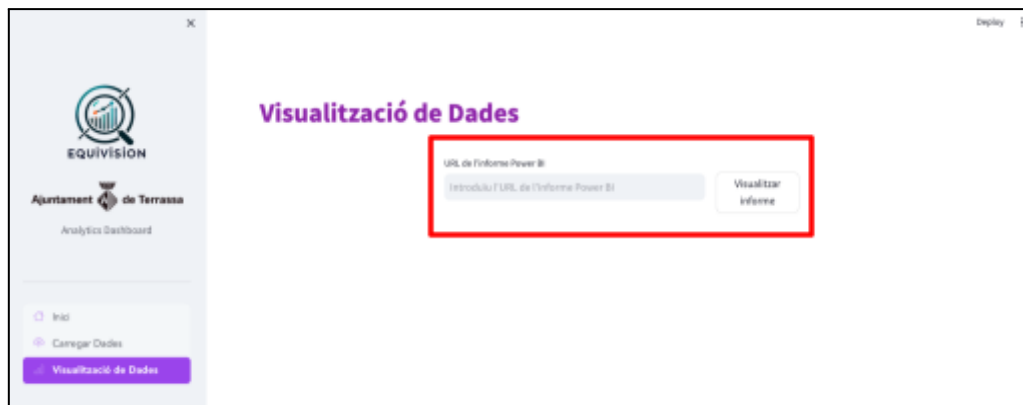 Deploy
EQUIVISION
Ajuntament de Terrassa
Analytics Dashboard
Inici
Carregar Dades
Visualització de Dades
Visualització de Dades
URL de l'informe Power BI
Introduïu l'URL de l'informe Power BI
Visualitzar
informe